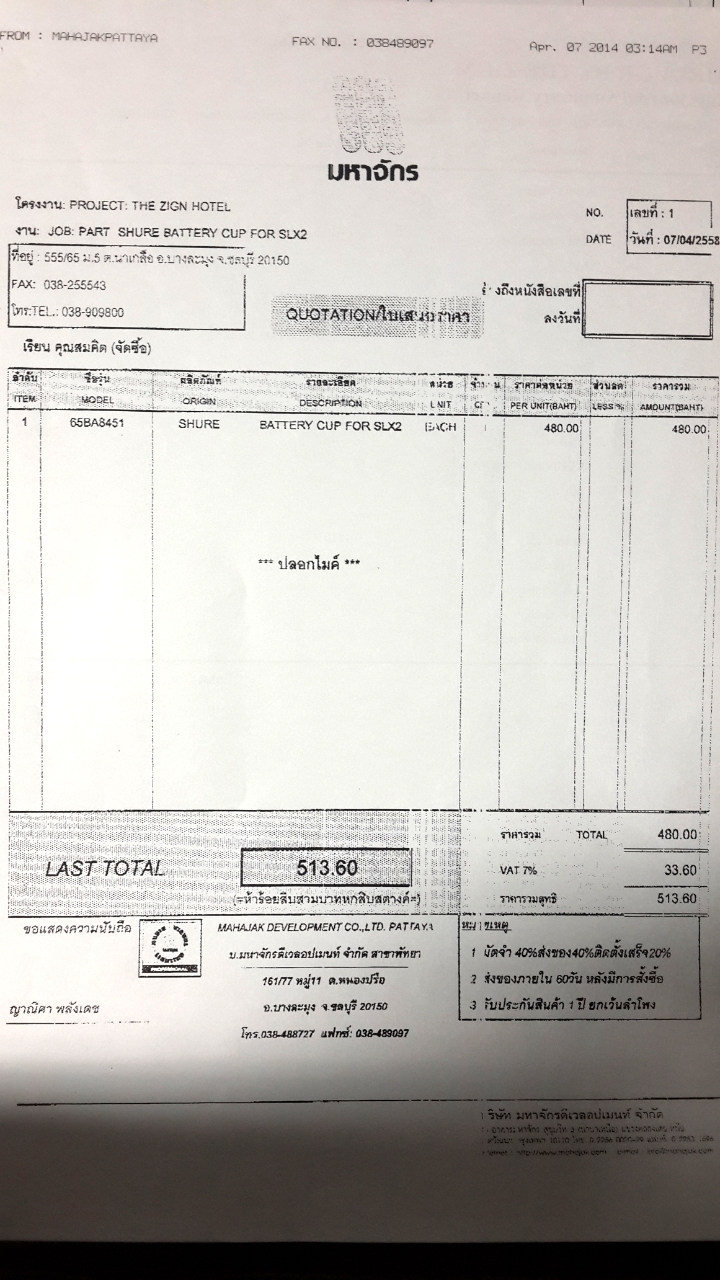 FROM : MAHAJAKPATTAYA FAX NO. : 038489097 Apr. 07 2014 03:14AM P3
มหาจักร
โครงงาน: PROJECT: THE ZIGN HOTEL
NO. เลขที่ : 1
งาน: JOB: PART SHURE BATTERY CUP FOR SLX2
DATE วันที่ : 07/04/2558
ที่อยู่ : 555/65 ม.5 ต.นาเกลือ อ.บางละมุง จ.ชลบุรี 20150
FAX: 038-255543
โทร:TEL.: 038-909800
ถึงหนังสือเลขที่
ลงวันที่
QUOTATION/ใบเสนอราคา
เรียน คุณสมคิด (จัดซื้อ)
ลำดับ ชื่อรุ่น ผลิตภัณฑ์ รายละเอียด หน่วย จำนวน ราคาต่อหน่วย ส่วนลด ราคารวม
ITEM MODEL ORIGIN DESCRIPTION UNIT PER UNIT(BAHT) LESS % AMOUNT(BAHT)
1 65BA8451 SHURE BATTERY CUP FOR SLX2 EACH 480.00 480.00
*** ปลอกไมค์ ***
ราคารวม TOTAL 480.00
LAST TOTAL 513.60
VAT 7% 33.60
(=ห้าร้อยสิบสามบาทหกสิบสตางค์=)
ราคารวมสุทธิ 513.60
ขอแสดงความนับถือ
PROFESSIONAL
ญาณิศา พลังเดช
MAHAJAK DEVELOPMENT CO.,LTD. PATTAYA
บ.มหาจักรดีเวลอปเมนท์ จำกัด สาขาพัทยา
161/77 หมู่11 ต.หนองปรือ
อ.บางละมุง จ.ชลบุรี 20150
โทร.038-488727 แฟกซ์: 038-489097
หมายเหตุ
1 มัดจำ 40%ส่งของ40%ติดตั้งเสร็จ20%
2 ส่งของภายใน 60วัน หลังมีการสั่งซื้อ
3 รับประกันสินค้า 1 ปี ยกเว้นลำโพง
บริษัท มหาจักรดีเวลอปเมนท์ จำกัด